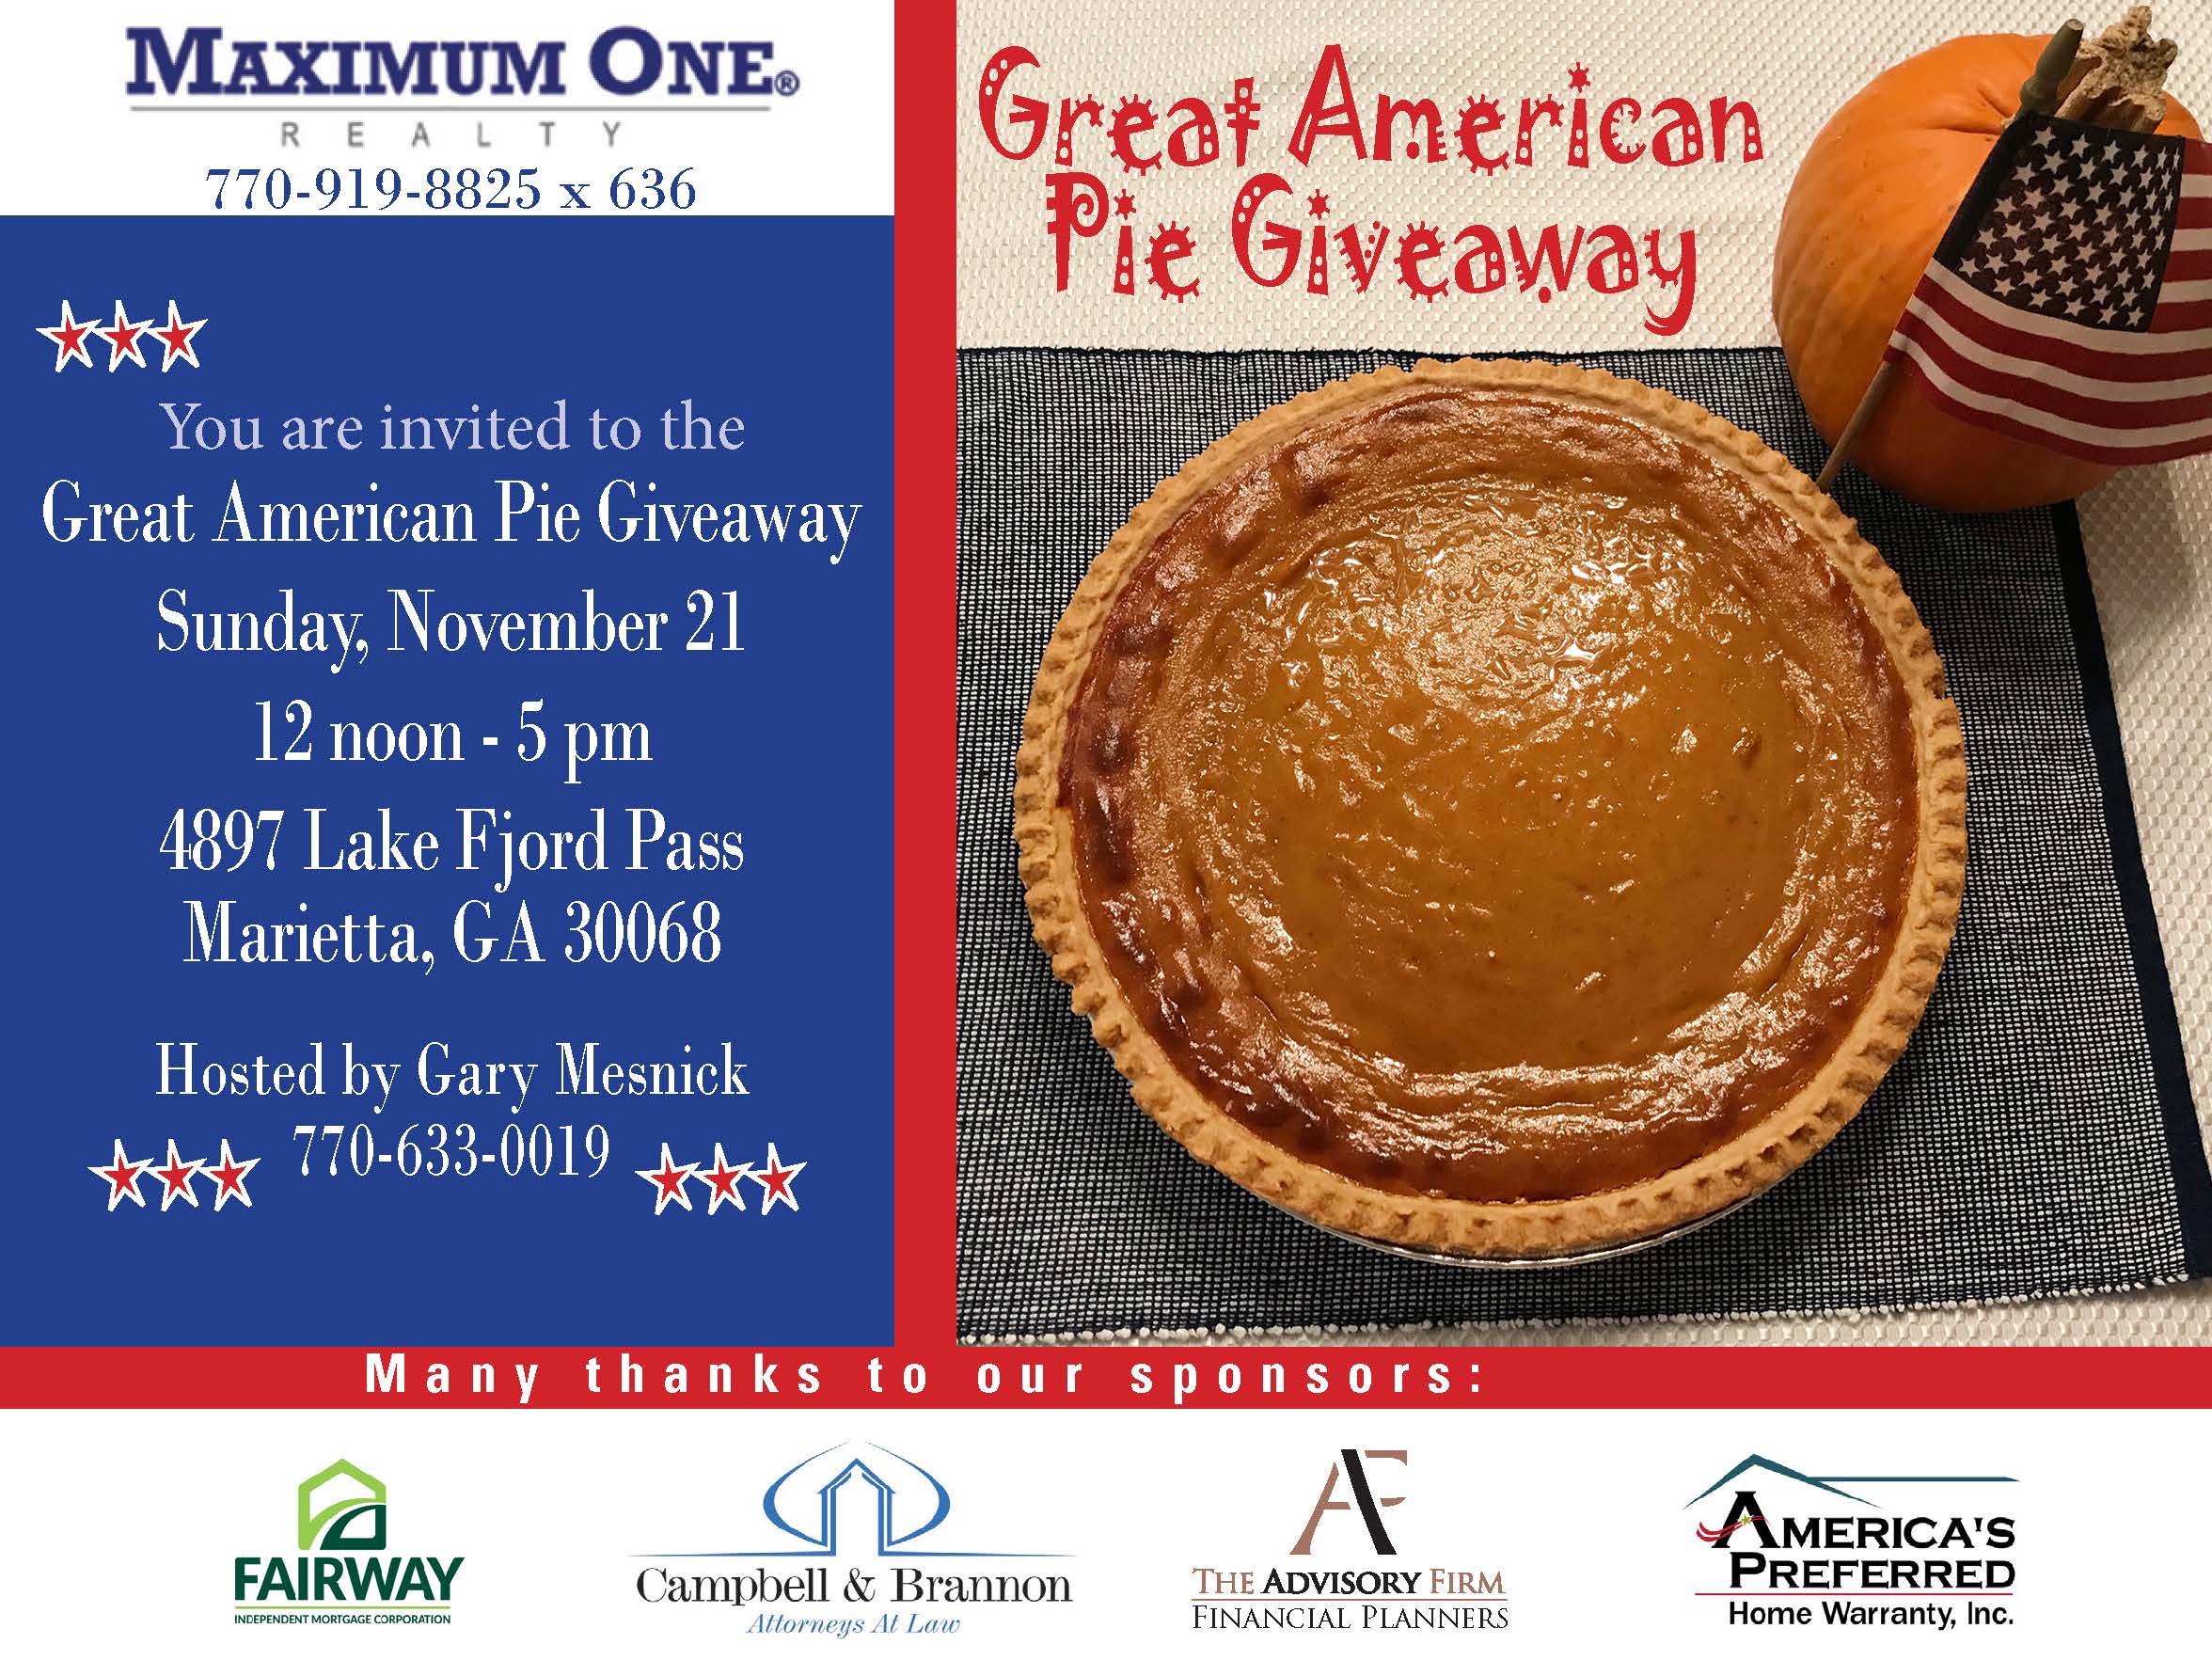 MAXIMUM ONE®
REALTY
770-919-8825 x 636
Great American
Pie Giveaway
You are invited to the
Great American Pie Giveaway
Sunday, November 21
12 noon - 5 pm
4897 Lake Fjord Pass
Marietta, GA 30068
Hosted by Gary Mesnick
770-633-0019
Many thanks to our sponsors:
FAIRWAY
INDEPENDENT MORTGAGE CORPORATION
Campbell & Brannon
Attorneys At Law
AF
THE ADVISORY FIRM
FINANCIAL PLANNERS
AMERICA'S
PREFERRED
Home Warranty, Inc.